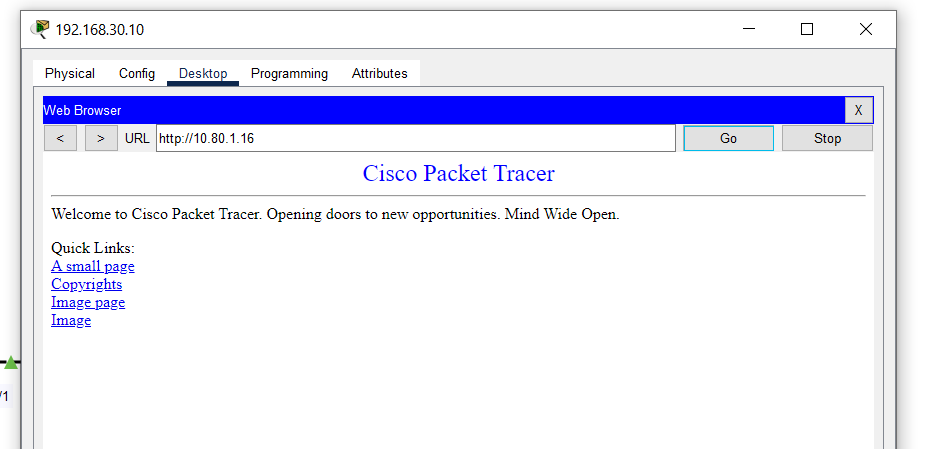 192.168.30.10
Physical Config Desktop Programming Attributes
Web Browser X
< > URL http://10.80.1.16 Go Stop
Cisco Packet Tracer
Welcome to Cisco Packet Tracer. Opening doors to new opportunities. Mind Wide Open.
Quick Links:
A small page
Copyrights
Image page
Image
/1